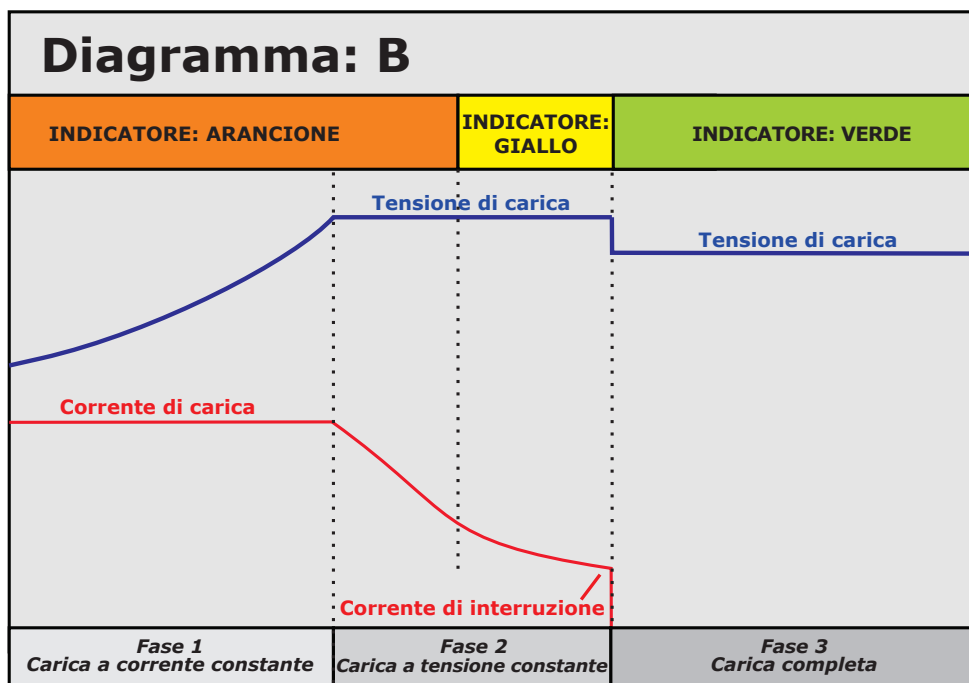 Diagramma: B
INDICATORE: ARANCIONE
INDICATORE:
GIALLO
INDICATORE: VERDE
Tensione di carica
Tensione di carica
Corrente di carica
Corrente di interruzione
Fase 1
Carica a corrente constante
Fase 2
Carica a tensione constante
Fase 3
Carica completa